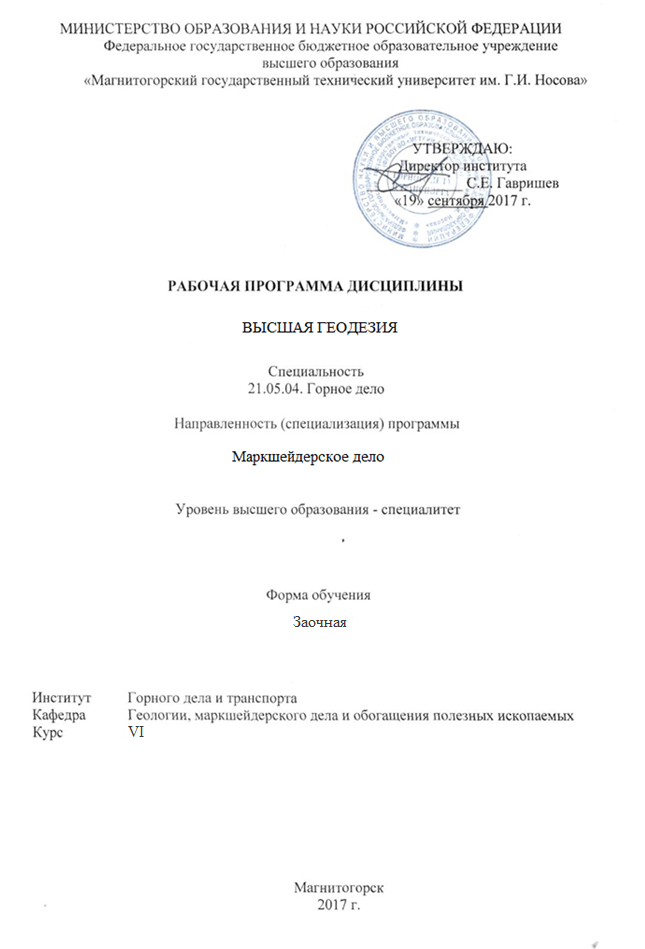 МИНИСТЕРСТВО ОБРАЗОВАНИЯ И НАУКИ РОССИЙСКОЙ ФЕДЕРАЦИИ
Федеральное государственное бюджетное образовательное учреждение
высшего образования
«Магнитогорский государственный технический университет им. Г.И. Носова»
УТВЕРЖДАЮ:
Директор института
С.Е. Гавришев
«19» сентября 2017 г.
РАБОЧАЯ ПРОГРАММА ДИСЦИПЛИНЫ
ВЫСШАЯ ГЕОДЕЗИЯ
Специальность
21.05.04. Горное дело
Направленность (специализация) программы
Маркшейдерское дело
Уровень высшего образования - специалитет
Форма обучения
Заочная
Институт Горного дела и транспорта
Кафедра Геологии, маркшейдерского дела и обогащения полезных ископаемых
Курс VI
Магнитогорск
2017 г.